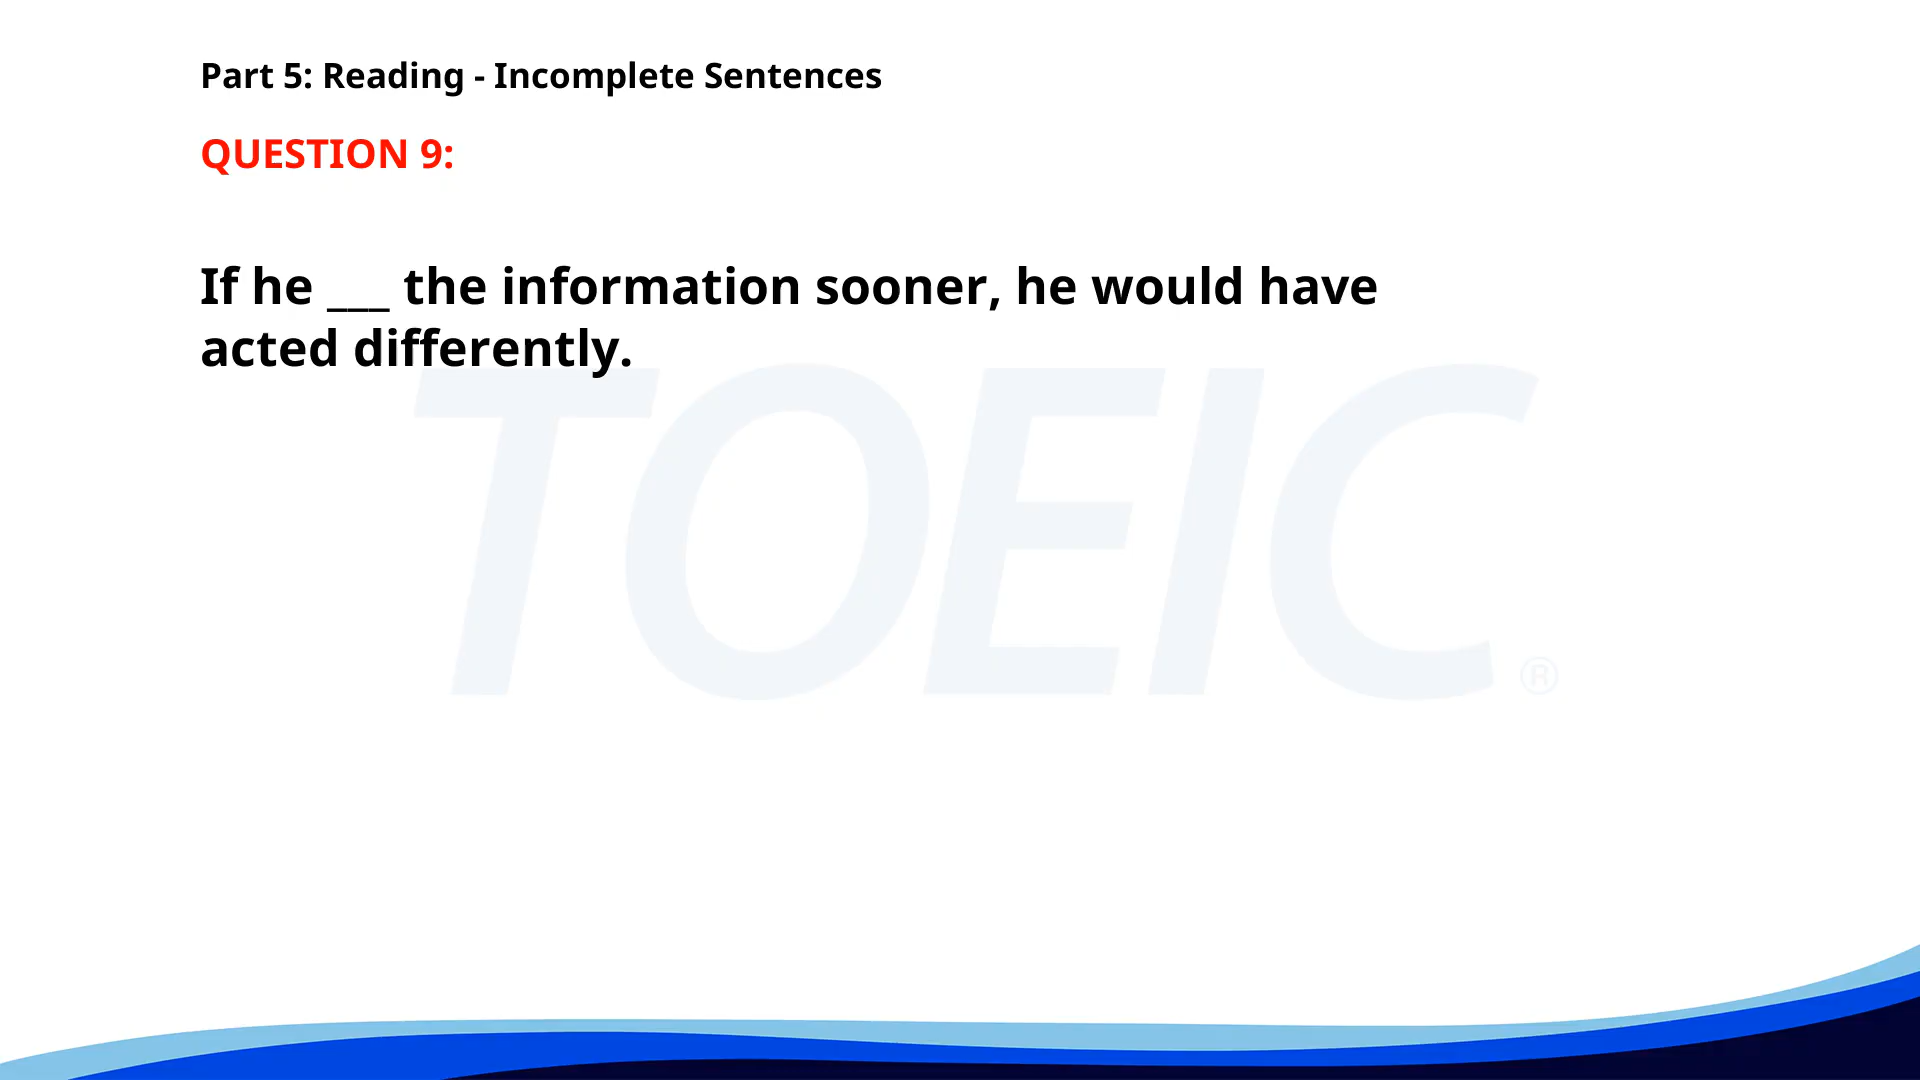 Part 5: Reading - Incomplete Sentences
QUESTION 9:
If he ___ the information sooner, he would have
acted differently.
TOEIC®